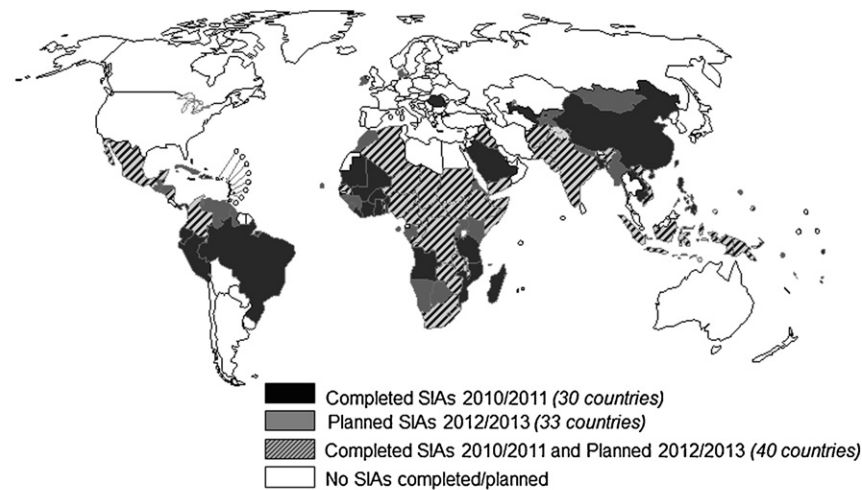 Completed SIAs 2010/2011 (30 countries)
Planned SIAs 2012/2013 (33 countries)
Completed SIAs 2010/2011 and Planned 2012/2013 (40 countries)
No SIAs completed/planned